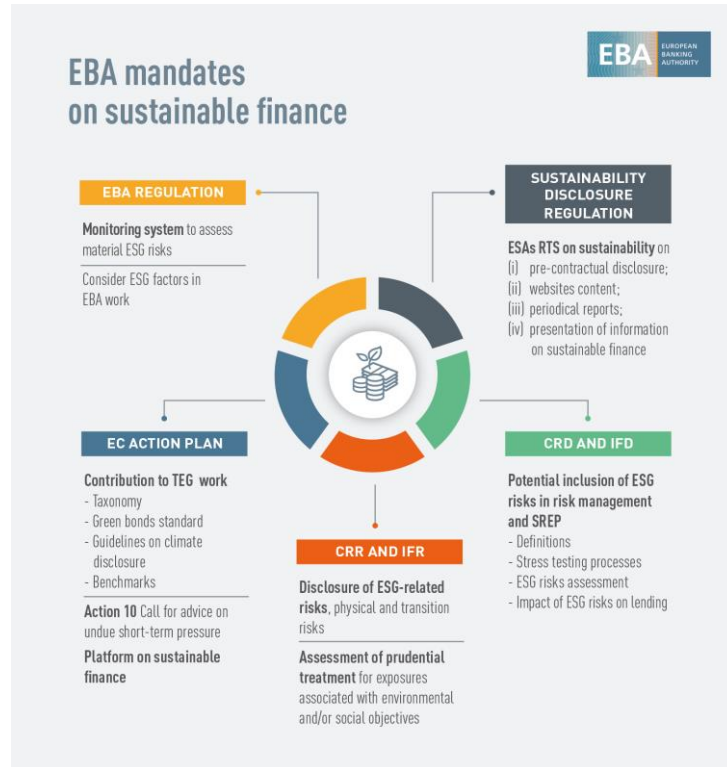 EBA mandates
on sustainable finance
EBA
EUROPEAN
BANKING
AUTHORITY
EBA REGULATION
Monitoring system to assess
material ESG risks
Consider ESG factors in
EBA work
SUSTAINABILITY
DISCLOSURE
REGULATION
ESAs RTS on sustainability on
(i) pre-contractual disclosure;
(ii) websites content;
(iii) periodical reports;
(iv) presentation of information
on sustainable finance
EC ACTION PLAN
Contribution to TEG work
- Taxonomy
- Green bonds standard
- Guidelines on climate
disclosure
- Benchmarks
Action 10 Call for advice on
undue short-term pressure
Platform on sustainable
finance
CRR AND IFR
Disclosure of ESG-related
risks, physical and transition
risks
Assessment of prudential
treatment for exposures
associated with environmental
and/or social objectives
CRD AND IFD
Potential inclusion of ESG
risks in risk management
and SREP
- Definitions
- Stress testing processes
- ESG risks assessment
- Impact of ESG risks on lending